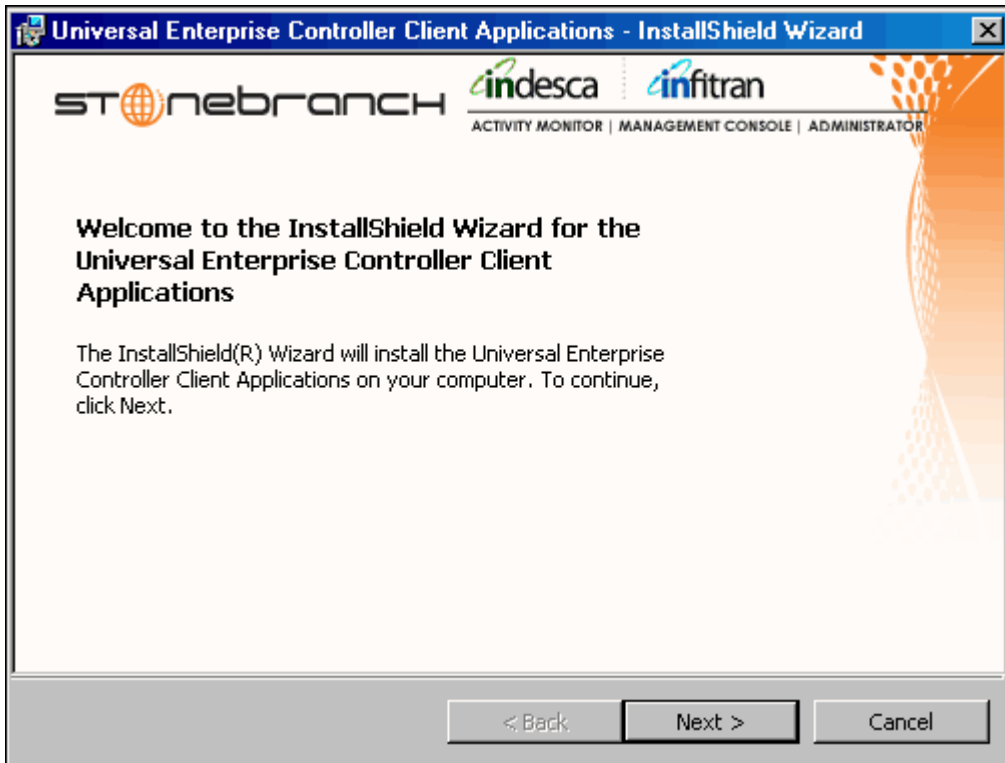 Universal Enterprise Controller Client Applications - InstallShield Wizard
STONEBRANCH
indesca infitran
ACTIVITY MONITOR | MANAGEMENT CONSOLE | ADMINISTRATOR
Welcome to the InstallShield Wizard for the
Universal Enterprise Controller Client
Applications
The InstallShield(R) Wizard will install the Universal Enterprise
Controller Client Applications on your computer. To continue,
click Next.
< Back Next > Cancel